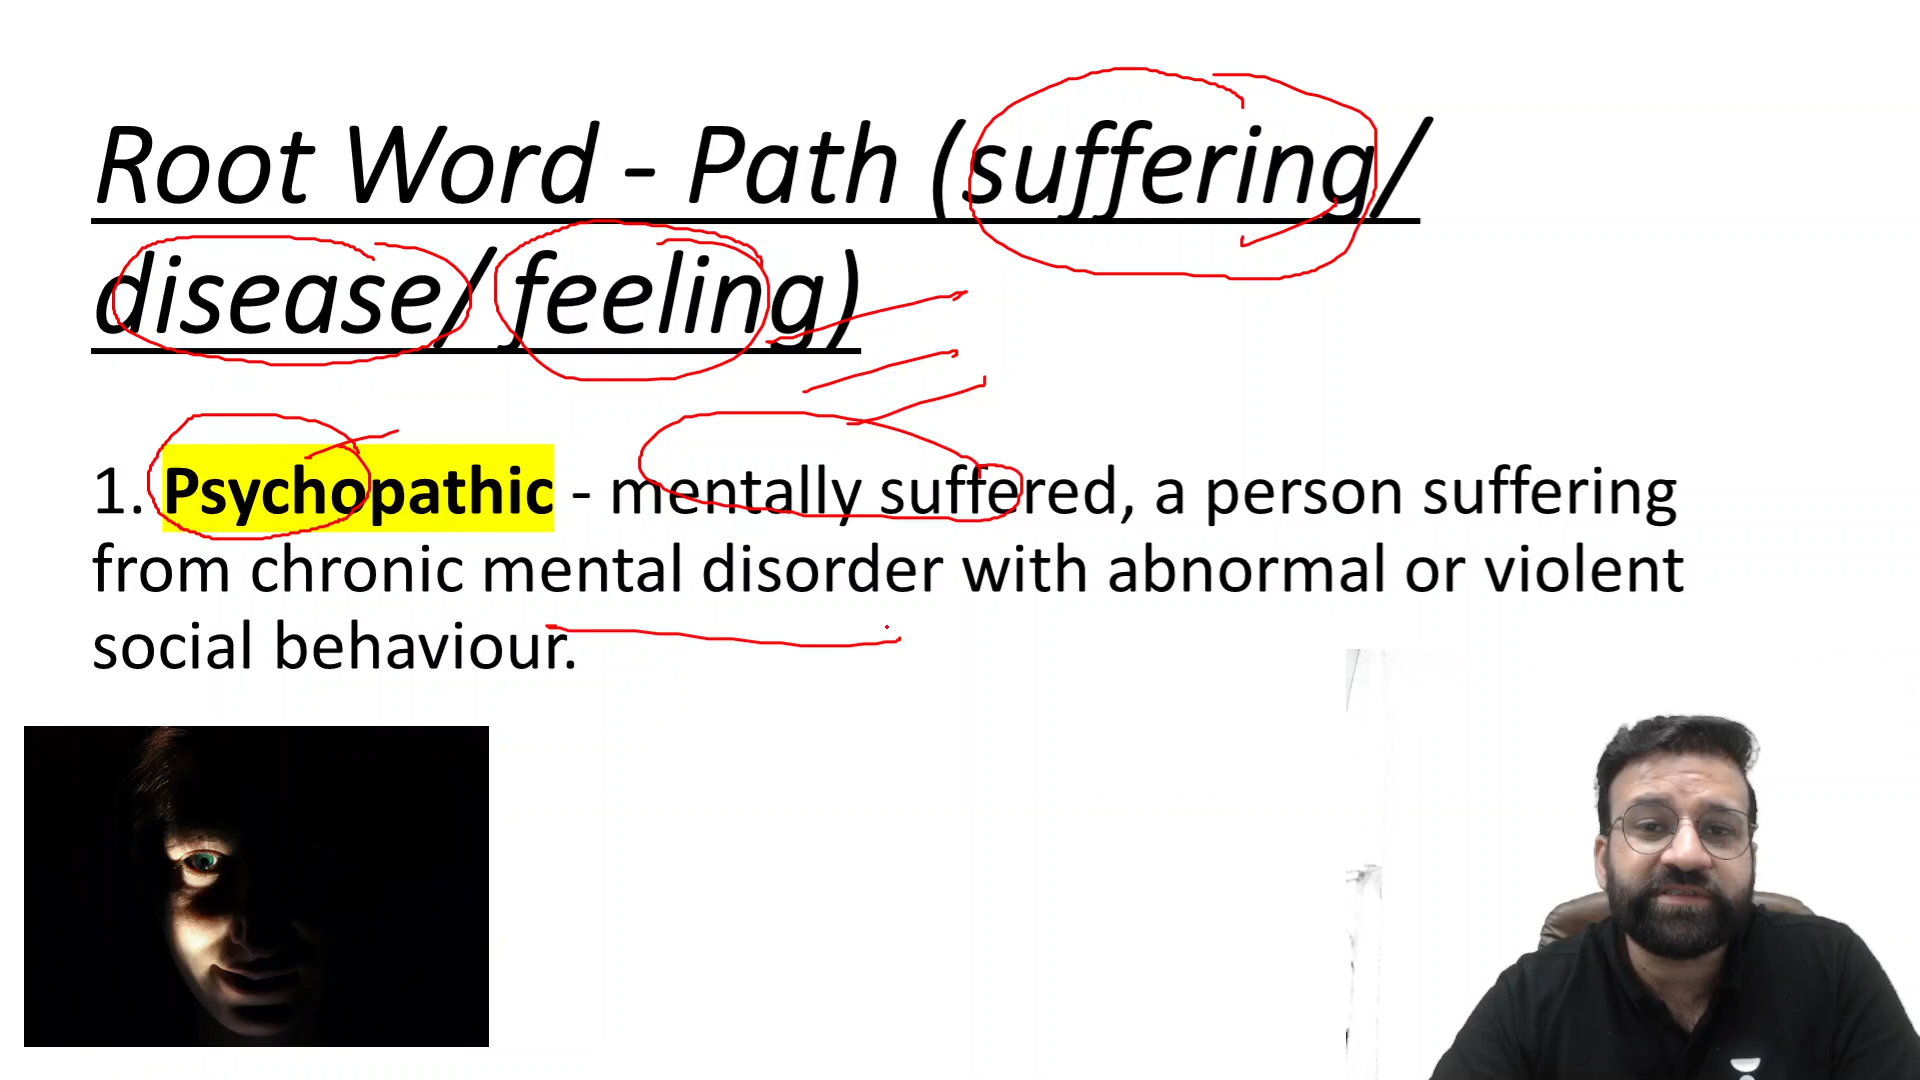 Root Word - Path (suffering/
disease/ feeling)
1. Psychopathic - mentally suffered, a person suffering
from chronic mental disorder with abnormal or violent
social behaviour.